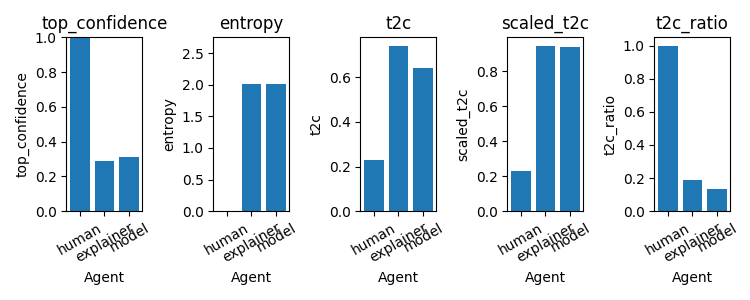 top_confidence
top_confidence
1.0
0.8
0.6
0.4
0.2
0.0
human
explainer
model
Agent
entropy
entropy
2.5
2.0
1.5
1.0
0.5
0.0
human
explainer
model
Agent
t2c
t2c
0.6
0.4
0.2
0.0
human
explainer
model
Agent
scaled_t2c
scaled_t2c
0.8
0.6
0.4
0.2
0.0
human
explainer
model
Agent
t2c_ratio
t2c_ratio
1.0
0.8
0.6
0.4
0.2
0.0
human
explainer
model
Agent